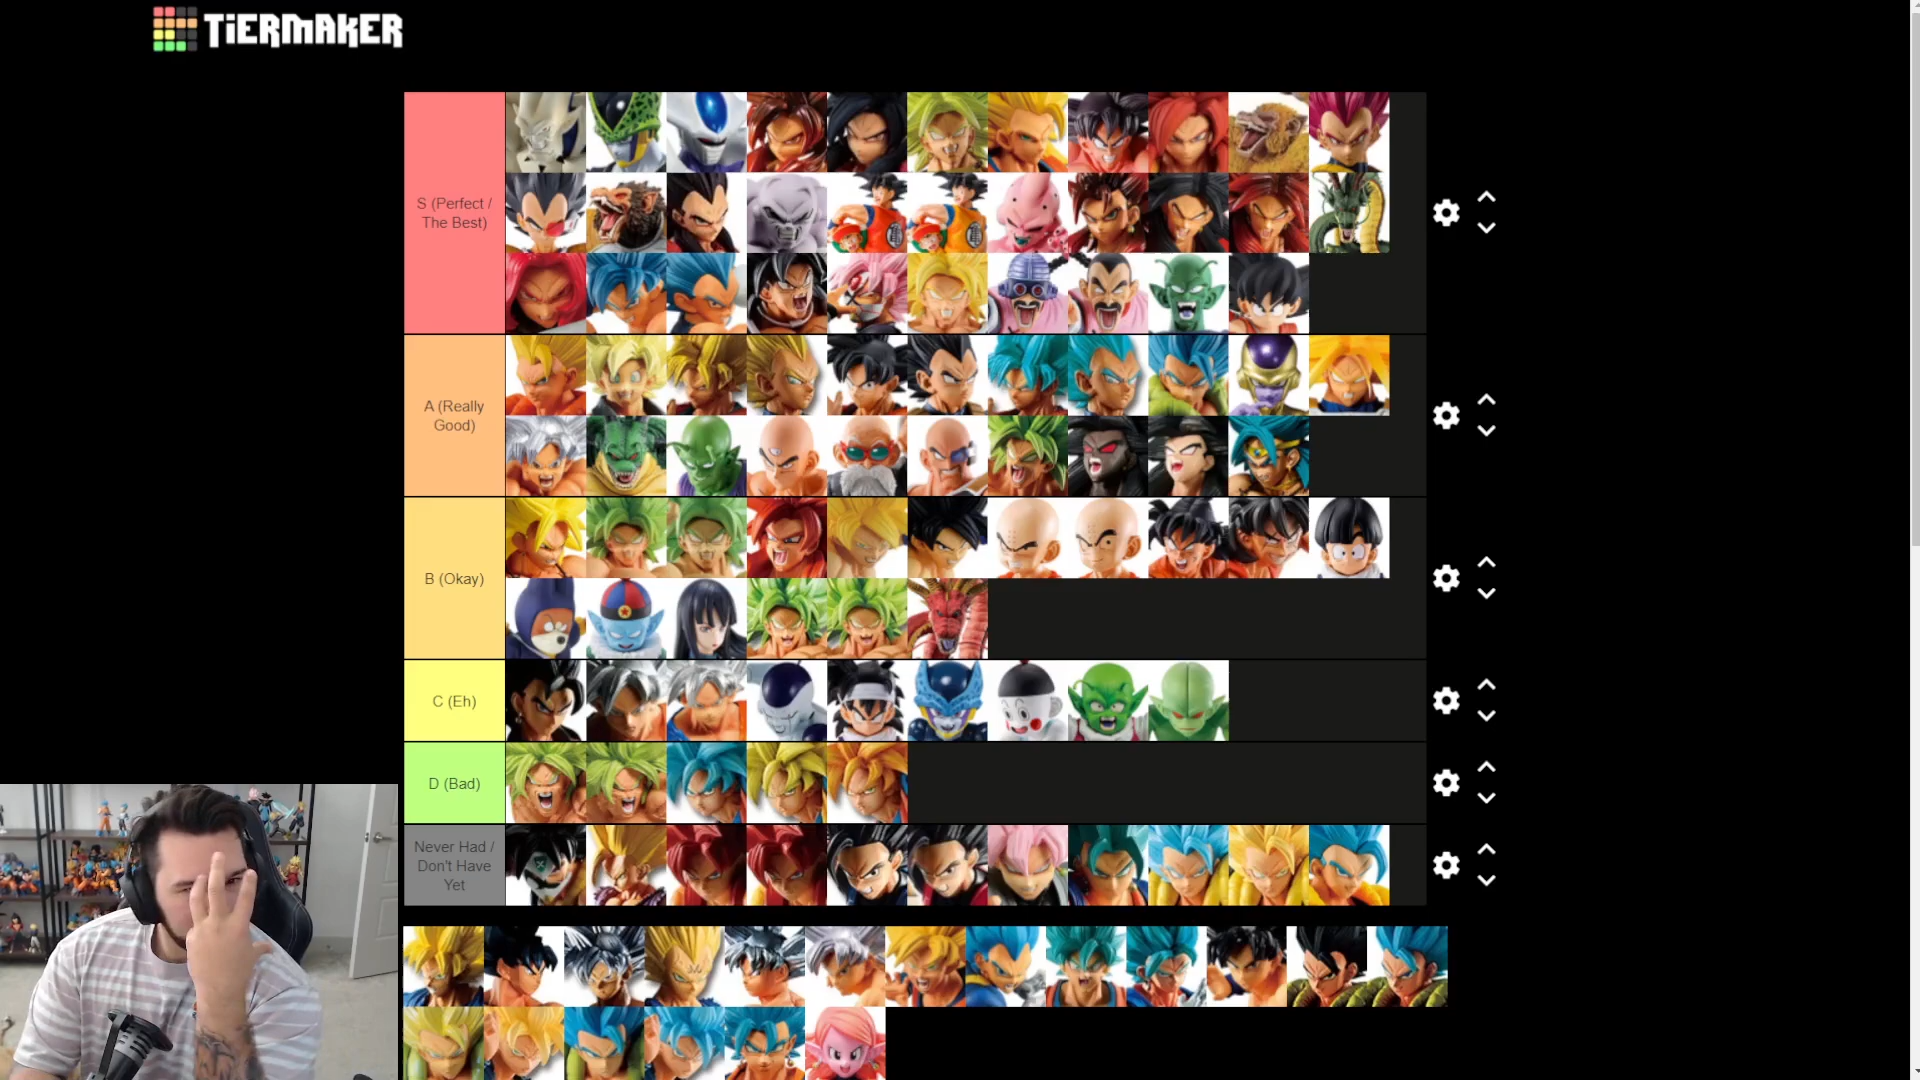 TiERMAKER
S (Perfect /
The Best)
A (Really
Good)
B (Okay)
C (Eh)
D (Bad)
Never Had /
Don't Have
Yet